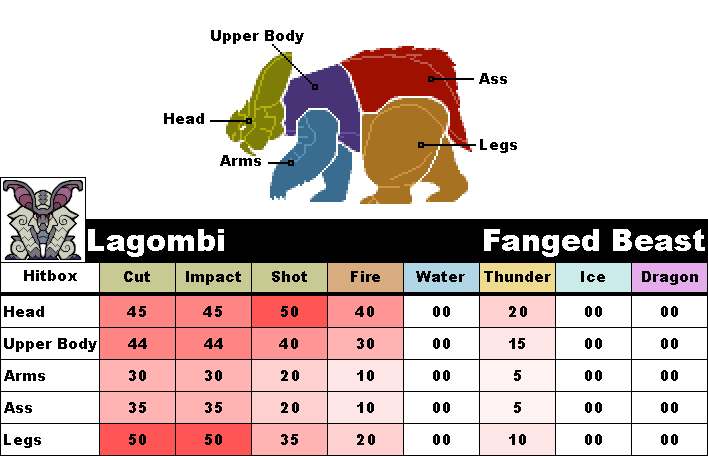 Upper Body
Ass
Head
Legs
Arms
Lagombi Fanged Beast
Hitbox Cut Impact Shot Fire Water Thunder Ice Dragon
Head 45 45 50 40 00 20 00 00
Upper Body 44 44 40 30 00 15 00 00
Arms 30 30 20 10 00 5 00 00
Ass 35 35 20 10 00 5 00 00
Legs 50 50 35 20 00 10 00 00